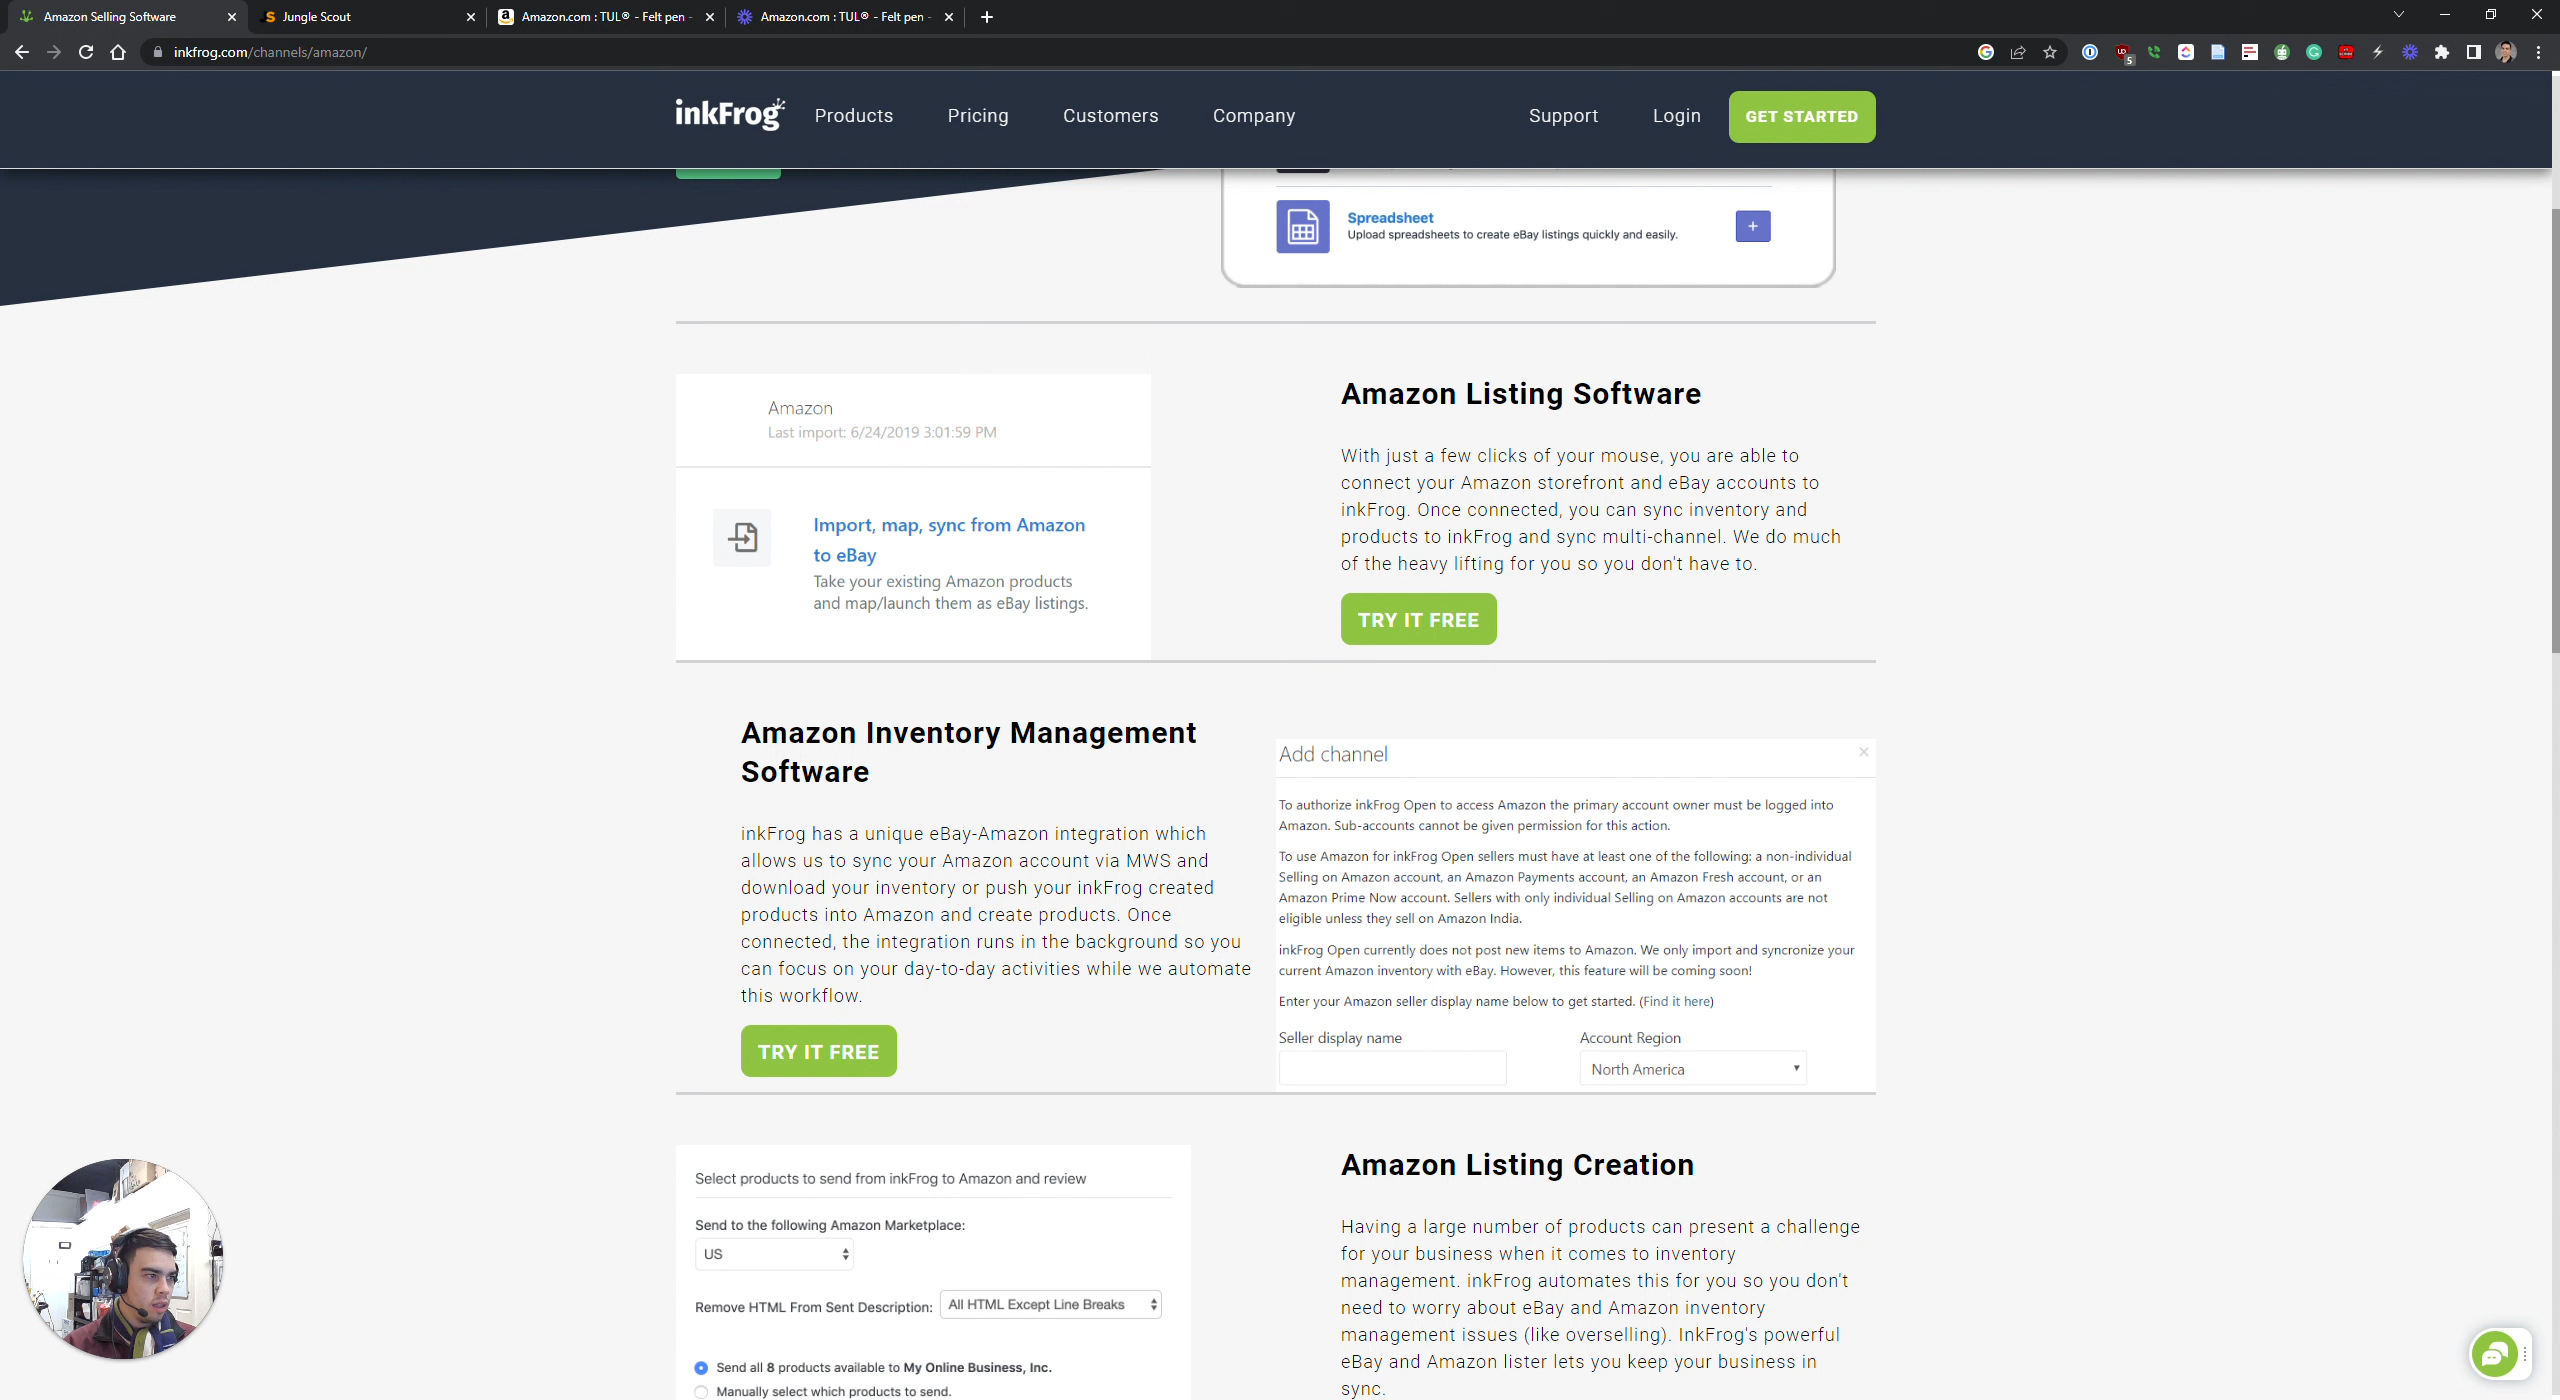 Amazon Selling Software
Jungle Scout
Amazon.com : TUL® - Felt pen -
Amazon.com : TUL® - Felt pen -
inkfrog.com/channels/amazon/
5
inkFrog
Products
Pricing
Customers
Company
Support
Login
GET STARTED
Spreadsheet
Upload spreadsheets to create eBay listings quickly and easily.
+
Amazon
Last import: 6/24/2019 3:01:59 PM
Import, map, sync from Amazon
to eBay
Take your existing Amazon products
and map/launch them as eBay listings.
Amazon Listing Software
With just a few clicks of your mouse, you are able to
connect your Amazon storefront and eBay accounts to
inkFrog. Once connected, you can sync inventory and
products to inkFrog and sync multi-channel. We do much
of the heavy lifting for you so you don't have to.
TRY IT FREE
Amazon Inventory Management
Software
inkFrog has a unique eBay-Amazon integration which
allows us to sync your Amazon account via MWS and
download your inventory or push your inkFrog created
products into Amazon and create products. Once
connected, the integration runs in the background so you
can focus on your day-to-day activities while we automate
this workflow.
TRY IT FREE
Add channel
To authorize inkFrog Open to access Amazon the primary account owner must be logged into
Amazon. Sub-accounts cannot be given permission for this action.
To use Amazon for inkFrog Open sellers must have at least one of the following: a non-individual
Selling on Amazon account, an Amazon Payments account, an Amazon Fresh account, or an
Amazon Prime Now account. Sellers with only individual Selling on Amazon accounts are not
eligible unless they sell on Amazon India.
inkFrog Open currently does not post new items to Amazon. We only import and syncronize your
current Amazon inventory with eBay. However, this feature will be coming soon!
Enter your Amazon seller display name below to get started. (Find it here)
Seller display name
Account Region
North America
Select products to send from inkFrog to Amazon and review
Send to the following Amazon Marketplace:
US
Remove HTML From Sent Description: All HTML Except Line Breaks
Send all 8 products available to My Online Business, Inc.
Manually select which products to send.
Amazon Listing Creation
Having a large number of products can present a challenge
for your business when it comes to inventory
management. inkFrog automates this for you so you don't
need to worry about eBay and Amazon inventory
management issues (like overselling). InkFrog's powerful
eBay and Amazon lister lets you keep your business in
sync.